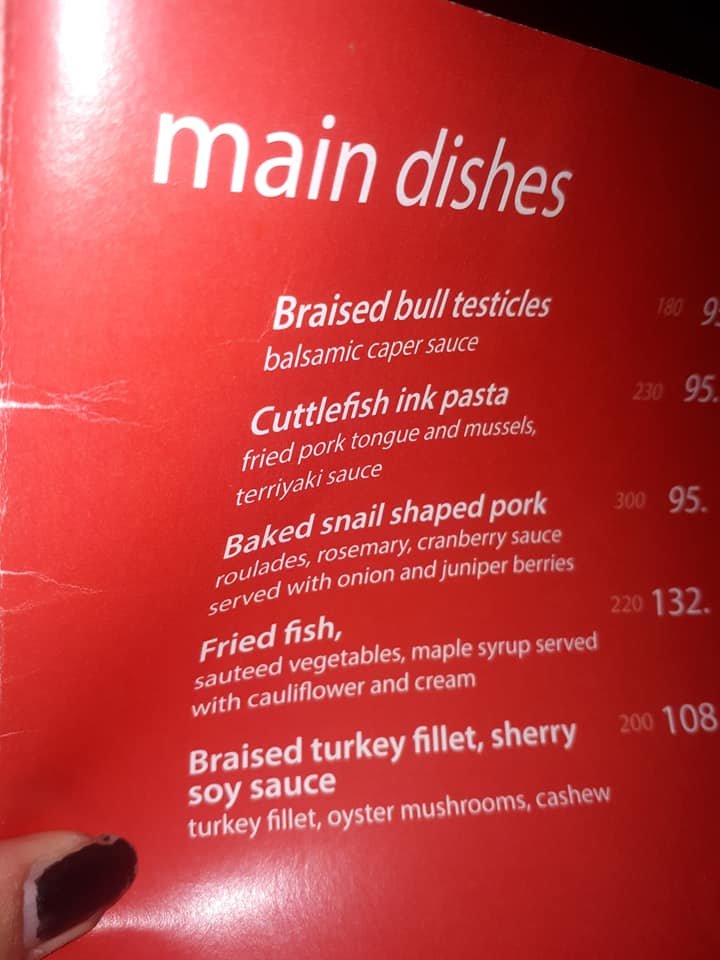 main dishes
Braised bull testicles 180 9
balsamic caper sauce
Cuttlefish ink pasta 230 95.
fried pork tongue and mussels,
terriyaki sauce
Baked snail shaped pork 300 95.
roulades, rosemary, cranberry sauce
served with onion and juniper berries
Fried fish, 220 132.
sauteed vegetables, maple syrup served
with cauliflower and cream
Braised turkey fillet, sherry 200 108
soy sauce
turkey fillet, oyster mushrooms, cashew